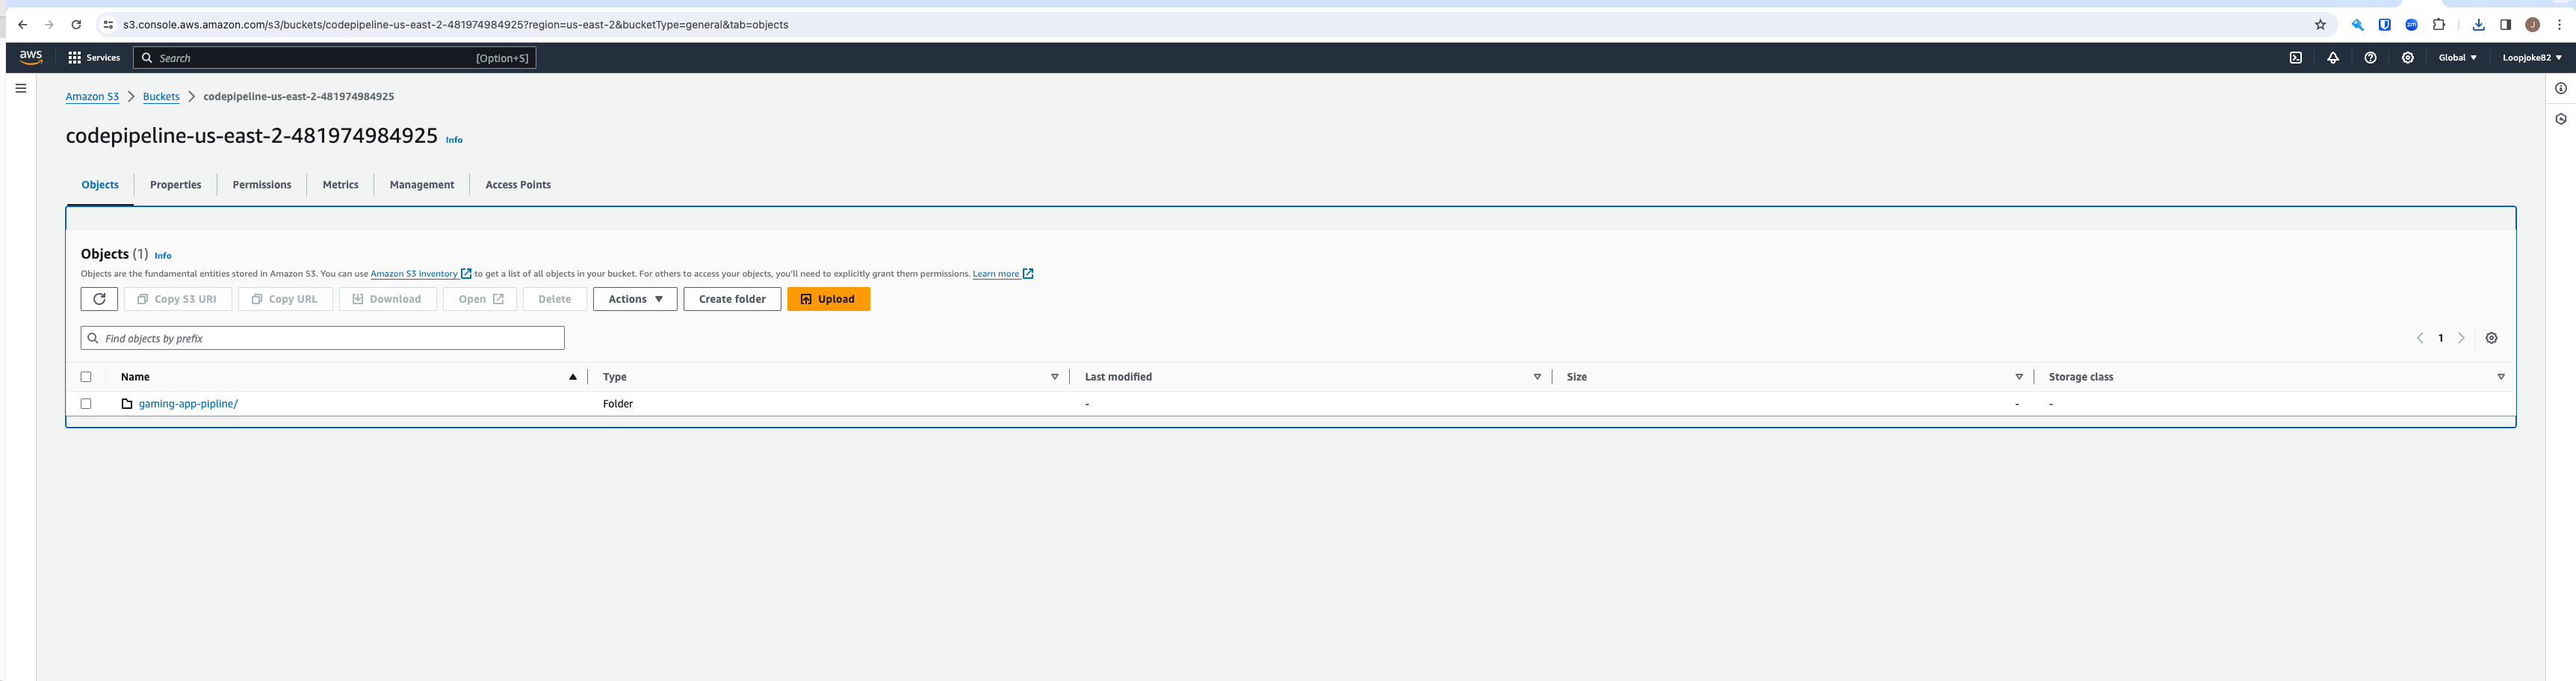 s3.console.aws.amazon.com/s3/buckets/codepipeline-us-east-2-481974984925?region=us-east-2&bucketType=general&tab=objects
zm
J
aws
Services
Search
[Option+S]
Global
Loopjoke82
Amazon S3 > Buckets > codepipeline-us-east-2-481974984925
codepipeline-us-east-2-481974984925 Info
Objects
Properties
Permissions
Metrics
Management
Access Points
Objects (1) Info
Objects are the fundamental entities stored in Amazon S3. You can use Amazon S3 inventory to get a list of all objects in your bucket. For others to access your objects, you'll need to explicitly grant them permissions. Learn more
Copy S3 URI
Copy URL
Download
Open
Delete
Actions
Create folder
Upload
Find objects by prefix
1
Name Type Last modified Size Storage class
gaming-app-pipline/ Folder - - -